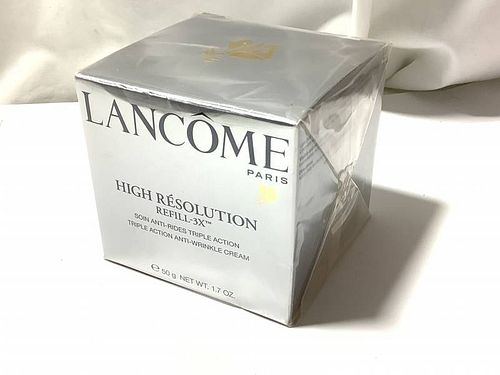 LANCÔME
PARIS
HIGH RÉSOLUTION
REFILL-3X™
SOIN ANTI-RIDES TRIPLE ACTION
TRIPLE ACTION ANTI-WRINKLE CREAM
℮ 50 g NET WT. 1.7 OZ.